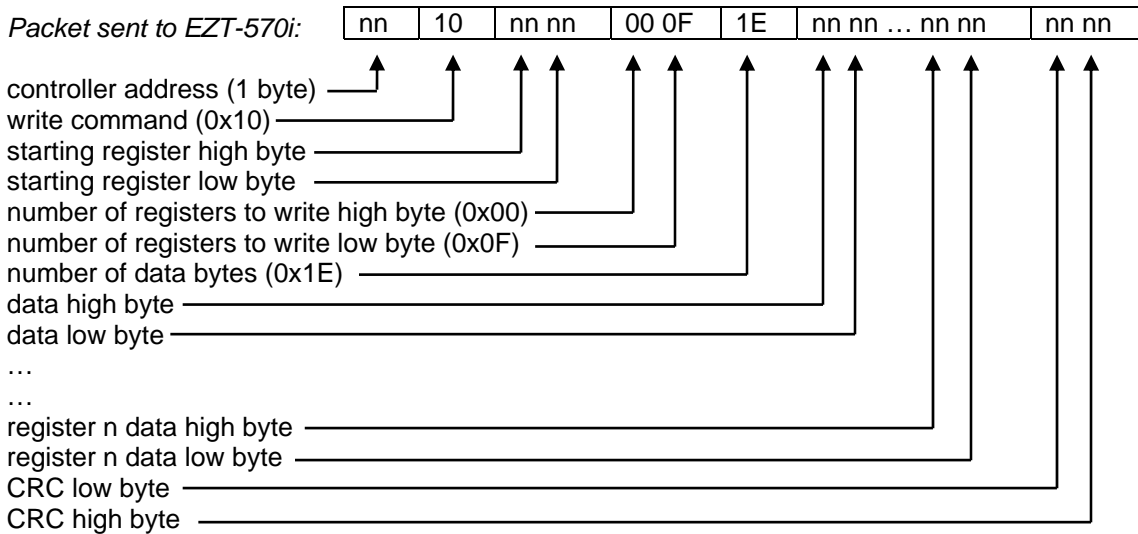 Packet sent to EZT-570i: nn 10 nn nn 00 0F 1E nn nn … nn nn nn nn
controller address (1 byte)
write command (0x10)
starting register high byte
starting register low byte
number of registers to write high byte (0x00)
number of registers to write low byte (0x0F)
number of data bytes (0x1E)
data high byte
data low byte
…
…
register n data high byte
register n data low byte
CRC low byte
CRC high byte